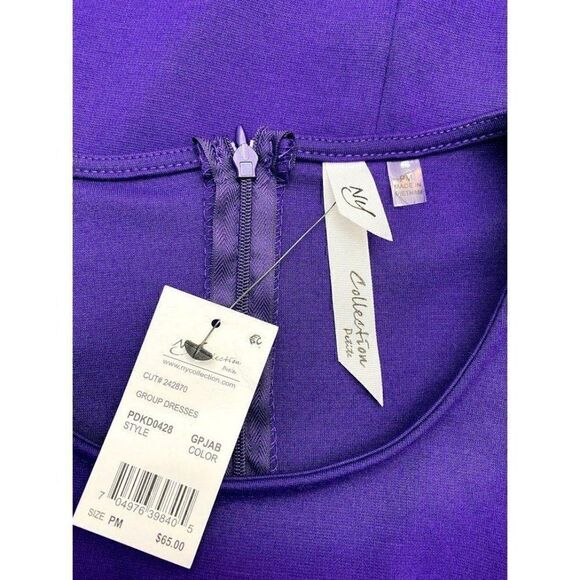 NY
Collection
Petite
PM
MADE IN
VIETNAM
www.nycollection.com
CUT# 242870
GROUP DRESSES
PDKD0428 GPJAB
STYLE COLOR
7 04976 39840 5
SIZE PM
$65.00